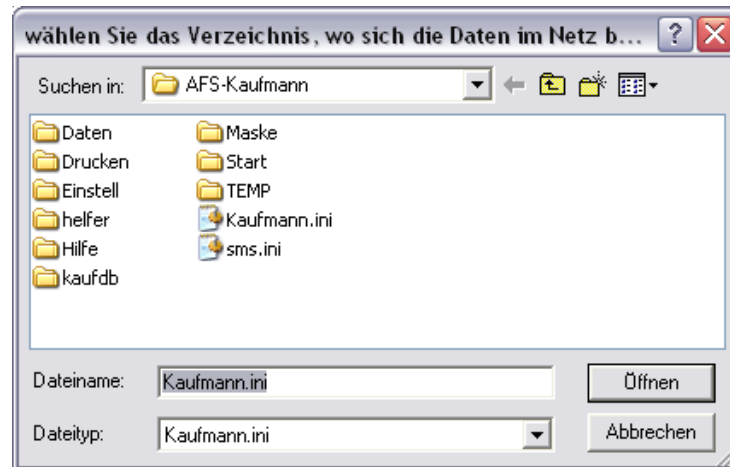 wählen Sie das Verzeichnis, wo sich die Daten im Netz b...
Suchen in: AFS-Kaufmann
Daten
Drucken
Einstell
helfer
Hilfe
kaufdb
Maske
Start
TEMP
Kaufmann.ini
sms.ini
Dateiname: Kaufmann.ini Öffnen
Dateityp: Kaufmann.ini Abbrechen